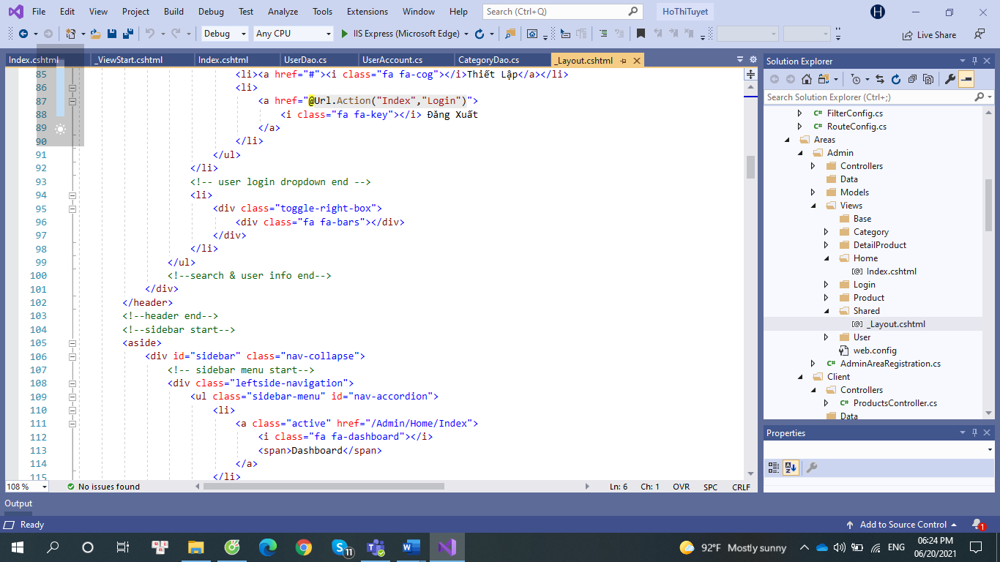 File Edit View Project Build Debug Test Analyze Tools Extensions Window Help Search (Ctrl+Q) HoThiTuyet H
Debug Any CPU IIS Express (Microsoft Edge) Live Share
Index.cshtml _ViewStart.cshtml Index.cshtml UserDao.cs UserAccount.cs CategoryDao.cs _Layout.cshtml
85 <li><a href="#"><i class="fa fa-cog"></i>Thiết Lập</a></li>
86 <li>
87 <a href="@Url.Action("Index","Login")">
88 <i class="fa fa-key"></i> Đăng Xuất
89 </a>
90 </li>
91 </ul>
92 </li>
93 <!-- user login dropdown end -->
94 <li>
95 <div class="toggle-right-box">
96 <div class="fa fa-bars"></div>
97 </div>
98 </li>
99 </ul>
100 <!--search & user info end-->
101 </div>
102 </header>
103 <!--header end-->
104 <!--sidebar start-->
105 <aside>
106 <div id="sidebar" class="nav-collapse">
107 <!-- sidebar menu start-->
108 <div class="leftside-navigation">
109 <ul class="sidebar-menu" id="nav-accordion">
110 <li>
111 <a class="active" href="/Admin/Home/Index">
112 <i class="fa fa-dashboard"></i>
113 <span>Dashboard</span>
114 </a>
115 </li>
108 % No issues found Ln: 6 Ch: 1 OVR SPC CRLF
Solution Explorer
Search Solution Explorer (Ctrl+;)
C# FilterConfig.cs
C# RouteConfig.cs
Areas
Admin
Controllers
Data
Models
Views
Base
Category
DetailProduct
Home
[@] Index.cshtml
Login
Product
Shared
[@] _Layout.cshtml
User
web.config
C# AdminAreaRegistration.cs
Client
Controllers
C# ProductsController.cs
Data
Properties
Output
Ready Add to Source Control 1
11 92°F Mostly sunny ENG 06:24 PM
06/20/2021